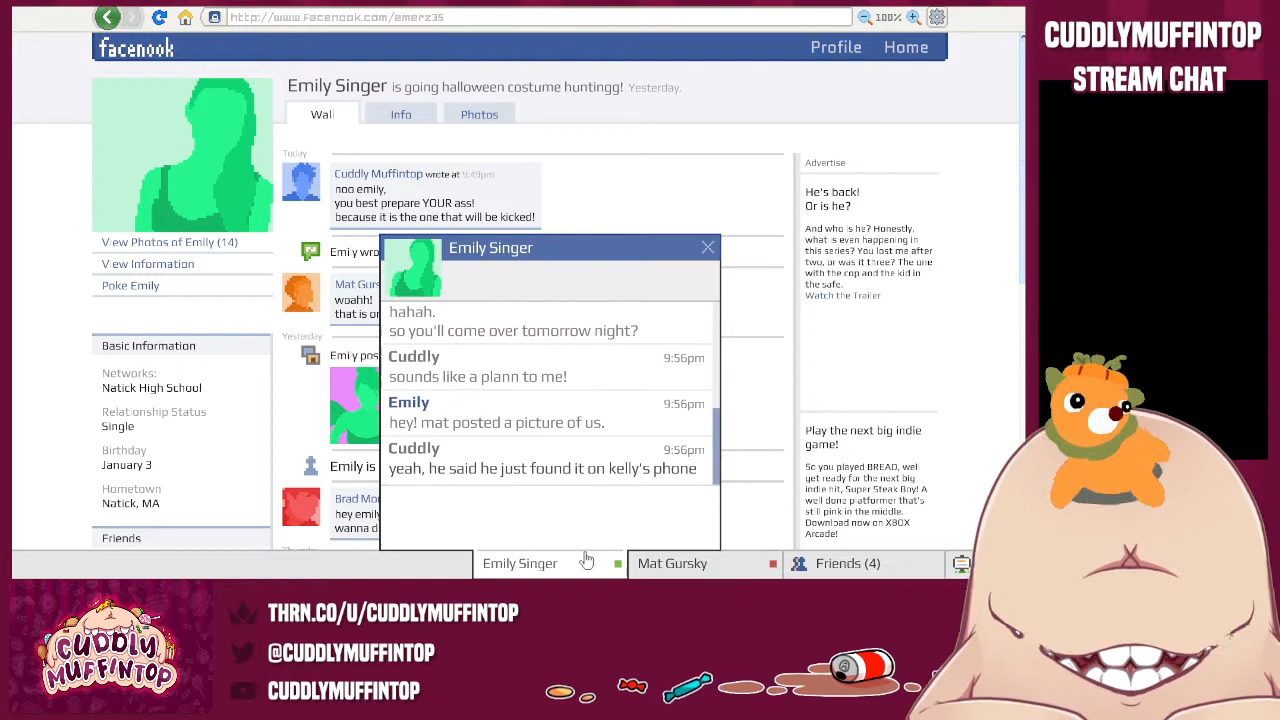 http://www.Facenook.com/emerz35
100%
CUDDLYMUFFINTOP
STREAM CHAT
facenook
Profile
Home
Emily Singer is going halloween costume huntingg! Yesterday.
Wall
Info
Photos
Today
Cuddly Muffintop wrote at 9:49pm
noo emily,
you best prepare YOUR ass!
because it is the one that will be kicked!
View Photos of Emily (14)
View Information
Poke Emily
Emily wro
Mat Gurs
woahh!
that is or
Yesterday
Emily pos
Emily is
Brad Mo
hey emily
wanna d
Basic Information
Networks:
Natick High School
Relationship Status
Single
Birthday
January 3
Hometown
Natick, MA
Friends
Emily Singer
hahah.
so you'll come over tomorrow night?
Cuddly 9:56pm
sounds like a plann to me!
Emily 9:56pm
hey! mat posted a picture of us.
Cuddly 9:56pm
yeah, he said he just found it on kelly's phone
Advertise
He's back!
Or is he?
And who is he? Honestly,
what is even happening in
this series? You lost me after
two, or was it three? The one
with the cop and the kid in
the safe.
Watch the Trailer
Play the next big indie
game!
So you played BREAD, well
get ready for the next big
indie hit, Super Steak Boy! A
well done platformer that's
still pink in the middle.
Download now on XBOX
Arcade!
Emily Singer
Mat Gursky
Friends (4)
CUDDLY
MUFFINTOP
THRN.CO/U/CUDDLYMUFFINTOP
@CUDDLYMUFFINTOP
CUDDLYMUFFINTOP